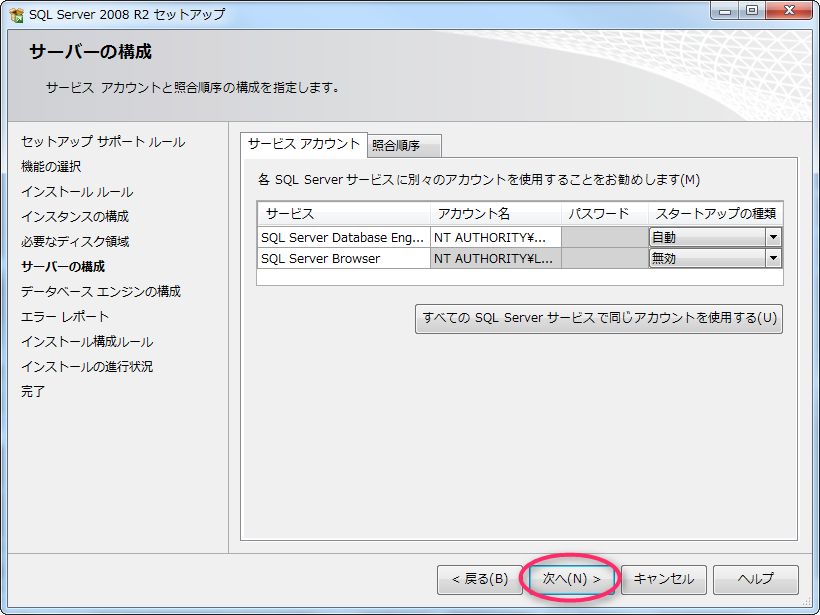 SQL Server 2008 R2 セットアップ
サーバーの構成
サービス アカウントと照合順序の構成を指定します。
セットアップ サポート ルール
機能の選択
インストール ルール
インスタンスの構成
必要なディスク領域
サーバーの構成
データベース エンジンの構成
エラー レポート
インストール構成ルール
インストールの進行状況
完了
サービス アカウント 照合順序
各 SQL Server サービスに別々のアカウントを使用することをお勧めします(M)
サービス アカウント名 パスワード スタートアップの種類
SQL Server Database Eng... NT AUTHORITY¥... 自動
SQL Server Browser NT AUTHORITY¥L... 無効
すべての SQL Server サービスで同じアカウントを使用する(U)
< 戻る(B) 次へ(N) > キャンセル ヘルプ